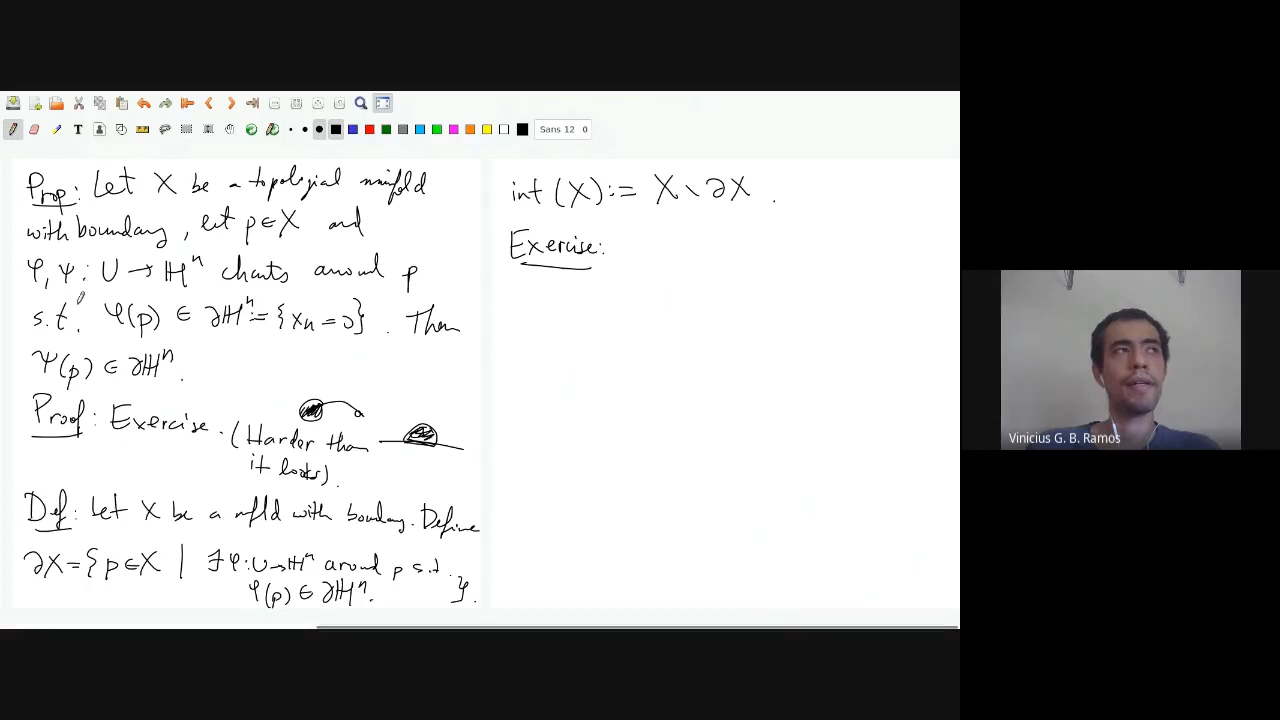 Sans 12 0
Prop: Let X be a topologial manifold
with boundary, let p ∈ X and
φ, ψ: U → ℍⁿ charts around p
s.t. φ(p) ∈ ∂ℍⁿ := {xₙ = 0}. Then
ψ(p) ∈ ∂ℍⁿ.
Proof: Exercise. (Harder than
it looks).
Def: Let X be a mfld with boundary. Define
∂X = {p ∈ X | ∃ φ: U → ℍⁿ around p s.t.
φ(p) ∈ ∂ℍⁿ. }.
int (X) := X \ ∂X .
Exercise:
Vinicius G. B. Ramos